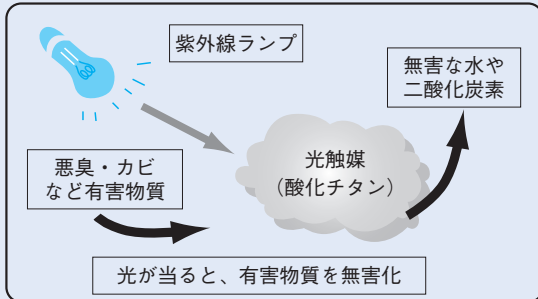 紫外線ランプ
無害な水や
二酸化炭素
光触媒
（酸化チタン）
悪臭・カビ
など有害物質
光が当ると、有害物質を無害化